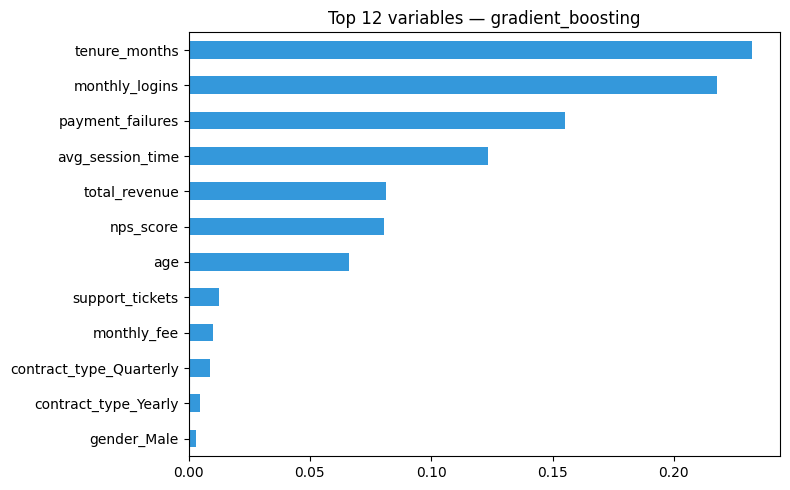 Top 12 variables — gradient_boosting
tenure_months
monthly_logins
payment_failures
avg_session_time
total_revenue
nps_score
age
support_tickets
monthly_fee
contract_type_Quarterly
contract_type_Yearly
gender_Male
0.00 0.05 0.10 0.15 0.20